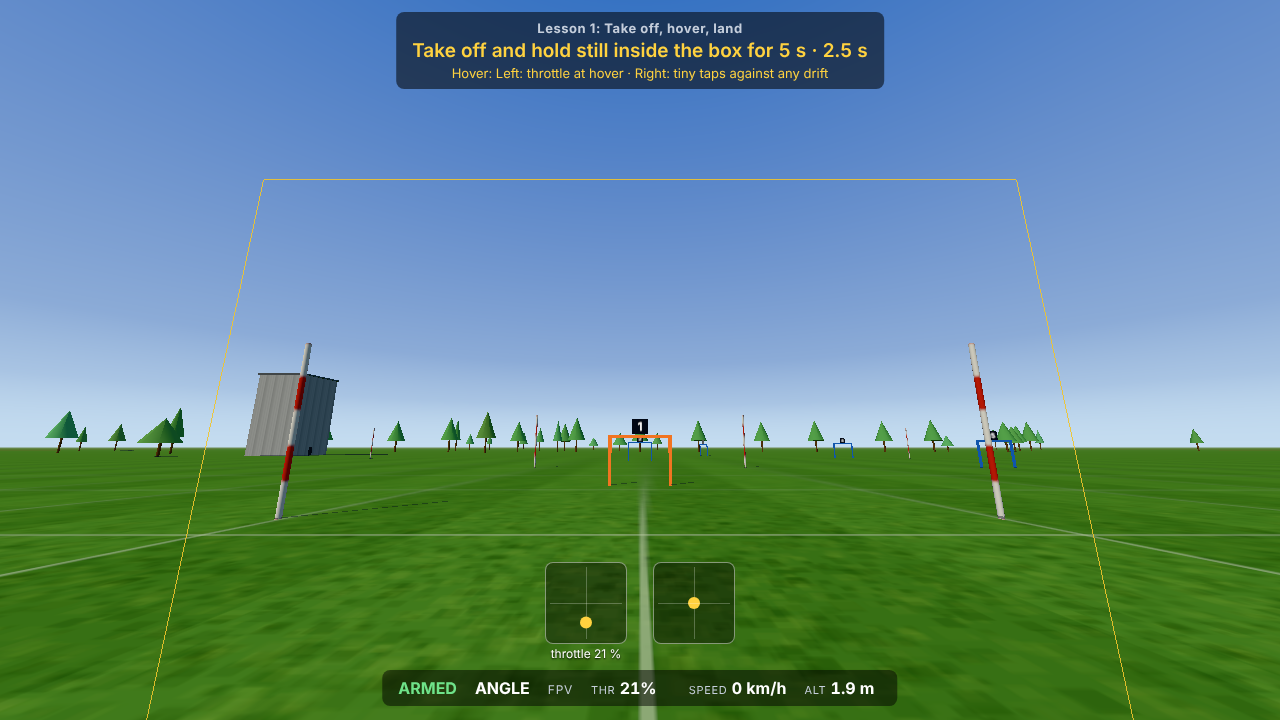 Lesson 1: Take off, hover, land
Take off and hold still inside the box for 5 s · 2.5 s
Hover: Left: throttle at hover · Right: tiny taps against any drift
1
throttle 21 %
ARMED ANGLE FPV THR 21% SPEED 0 km/h ALT 1.9 m